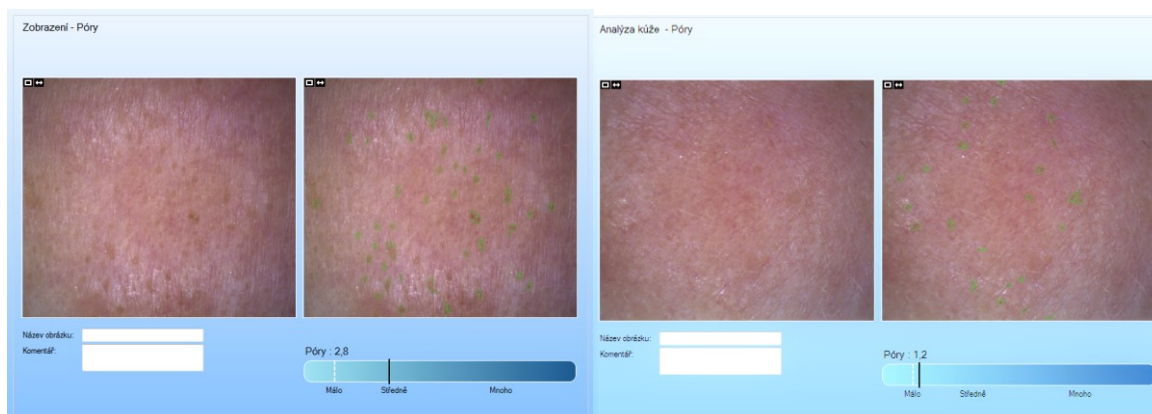 Zobrazení - Póry
Název obrázku:
Komentář:
Póry : 2,8
Málo Středně Mnoho
Analýza kůže - Póry
Název obrázku:
Komentář:
Póry : 1,2
Málo Středně Mnoho